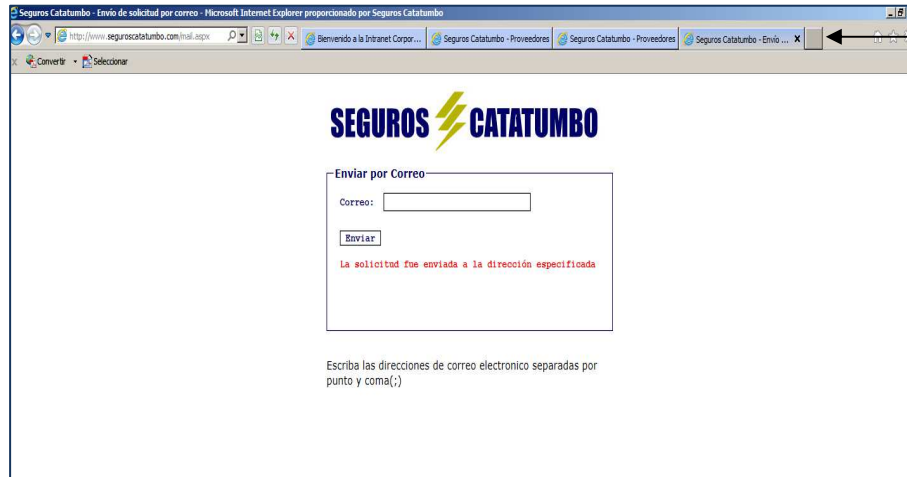 Seguros Catatumbo - Envío de solicitud por correo - Microsoft Internet Explorer proporcionado por Seguros Catatumbo
http://www.seguroscatatumbo.com/mail.aspx
Bienvenido a la Intranet Corpor...
Seguros Catatumbo - Proveedores
Seguros Catatumbo - Proveedores
Seguros Catatumbo - Envío ...
x Convertir Seleccionar
SEGUROS CATATUMBO
Enviar por Correo
Correo:
Enviar
La solicitud fue enviada a la dirección especificada
Escriba las direcciones de correo electronico separadas por
punto y coma(;)